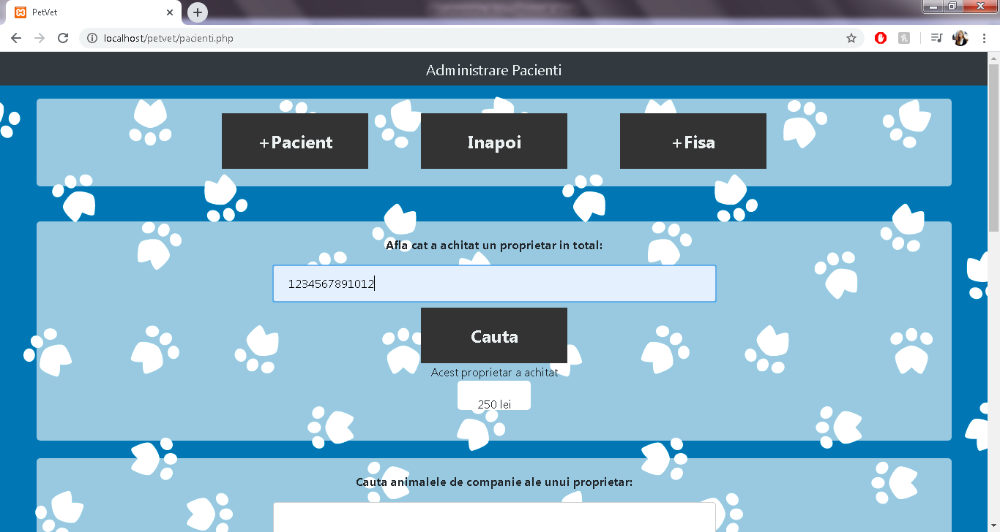 PetVet
localhost/petvet/pacienti.php
Administrare Pacienti
+Pacient
Inapoi
+Fisa
Afla cat a achitat un proprietar in total:
1234567891012
Cauta
Acest proprietar a achitat
250 lei
Cauta animalele de companie ale unui proprietar: